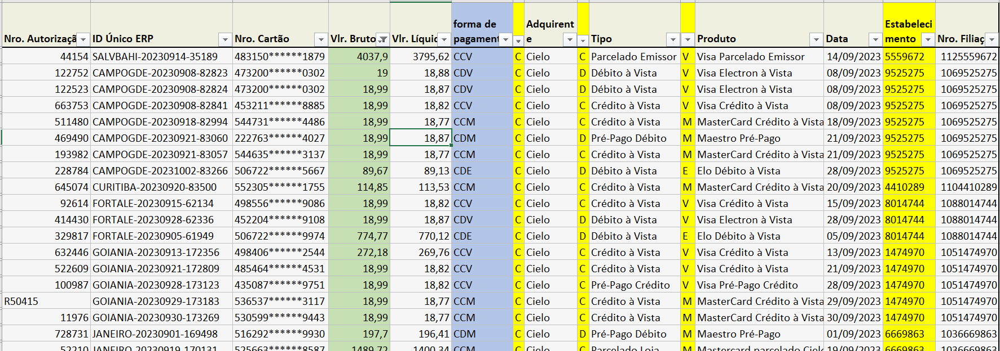 Nro. Autorizaçã ID Único ERP Nro. Cartão Vlr. Bruto Vlr. Líquid forma de pagament Adquirent e Tipo Produto Data Estabeleci mento Nro. Filiaç
44154 SALVBAHI-20230914-35189 483150******1879 4037,9 3795,62 CCV C Cielo C Parcelado Emissor V Visa Parcelado Emissor 14/09/2023 5559672 1125559672
122752 CAMPOGDE-20230908-82823 473200******0302 19 18,88 CDV C Cielo D Débito à Vista V Visa Electron à Vista 08/09/2023 9525275 1069525275
122523 CAMPOGDE-20230908-82824 473200******0302 18,99 18,87 CDV C Cielo D Débito à Vista V Visa Electron à Vista 08/09/2023 9525275 1069525275
663753 CAMPOGDE-20230908-82841 453211******8885 18,99 18,82 CCV C Cielo C Crédito à Vista V Visa Crédito à Vista 08/09/2023 9525275 1069525275
511480 CAMPOGDE-20230918-82994 544731******4486 18,99 18,77 CCM C Cielo C Crédito à Vista M MasterCard Crédito à Vista 18/09/2023 9525275 1069525275
469490 CAMPOGDE-20230921-83060 222763******4027 18,99 18,87 CDM C Cielo D Pré-Pago Débito M Maestro Pré-Pago 21/09/2023 9525275 1069525275
193982 CAMPOGDE-20230921-83057 544635******3137 18,99 18,77 CCM C Cielo C Crédito à Vista M MasterCard Crédito à Vista 21/09/2023 9525275 1069525275
228784 CAMPOGDE-20231002-83266 506722******5667 89,67 89,13 CDE C Cielo D Débito à Vista E Elo Débito à Vista 28/09/2023 9525275 1069525275
645074 CURITIBA-20230920-83500 552305******1755 114,85 113,53 CCM C Cielo C Crédito à Vista M MasterCard Crédito à Vista 20/09/2023 4410289 1104410289
92614 FORTALE-20230915-62134 498556******9086 18,99 18,82 CCV C Cielo C Crédito à Vista V Visa Crédito à Vista 15/09/2023 8014744 1088014744
414430 FORTALE-20230928-62336 452204******9108 18,99 18,87 CDV C Cielo D Débito à Vista V Visa Electron à Vista 28/09/2023 8014744 1088014744
329817 FORTALE-20230905-61949 506722******9974 774,77 770,12 CDE C Cielo D Débito à Vista E Elo Débito à Vista 05/09/2023 8014744 1088014744
632446 GOIANIA-20230913-172356 498406******2544 272,18 269,76 CCV C Cielo C Crédito à Vista V Visa Crédito à Vista 13/09/2023 1474970 1051474970
522609 GOIANIA-20230921-172809 485464******4531 18,99 18,82 CCV C Cielo C Crédito à Vista V Visa Crédito à Vista 21/09/2023 1474970 1051474970
100987 GOIANIA-20230928-173123 435087******9751 18,99 18,82 CCV C Cielo C Pré-Pago Crédito V Visa Pré-Pago Crédito 28/09/2023 1474970 1051474970
R50415 GOIANIA-20230929-173183 536537******3117 18,99 18,77 CCM C Cielo C Crédito à Vista M MasterCard Crédito à Vista 29/09/2023 1474970 1051474970
11976 GOIANIA-20230930-173269 530599******9443 18,99 18,77 CCM C Cielo C Crédito à Vista M MasterCard Crédito à Vista 30/09/2023 1474970 1051474970
728731 JANEIRO-20230901-169498 516292******9930 197,7 196,41 CDM C Cielo D Pré-Pago Débito M Maestro Pré-Pago 01/09/2023 6669863 1036669863
52210 JANEIRO-20230919-170131 525663******8587 1489,72 1400,34 CCM C Cielo C Parcelado Loja M Mastercard parcelado Cielo 19/09/2023 6669863 1036669863